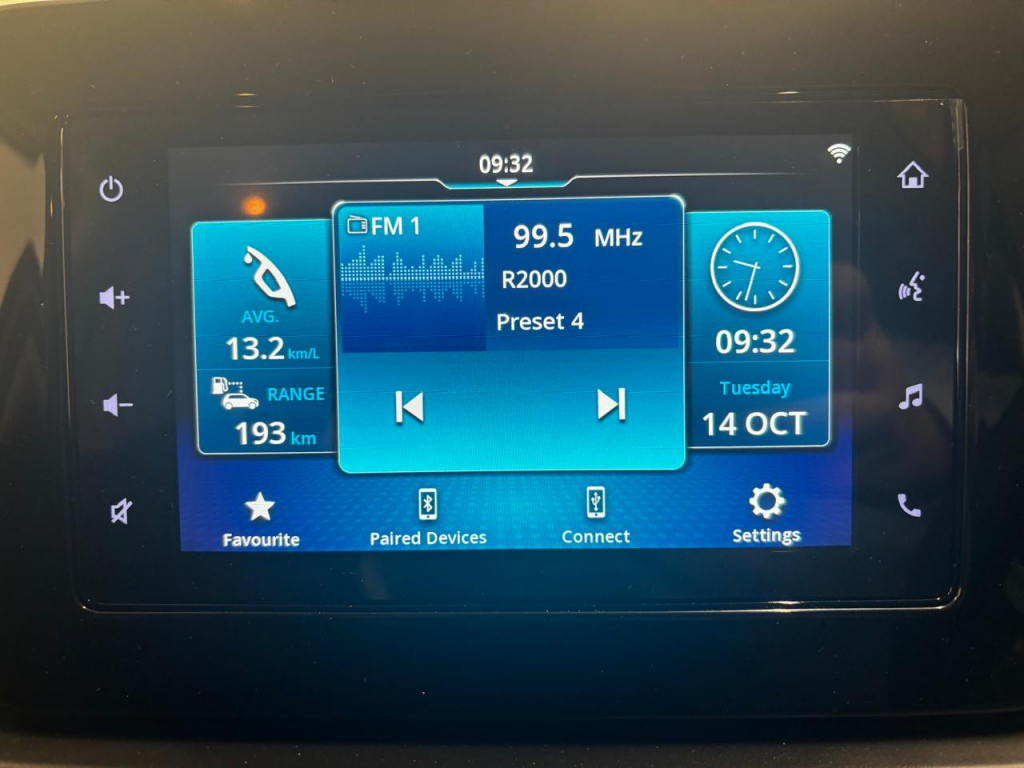 09:32
FM 1
99.5 MHz
R2000
Preset 4
AVG.
13.2 km/L
RANGE
193 km
09:32
Tuesday
14 OCT
Favourite
Paired Devices
Connect
Settings